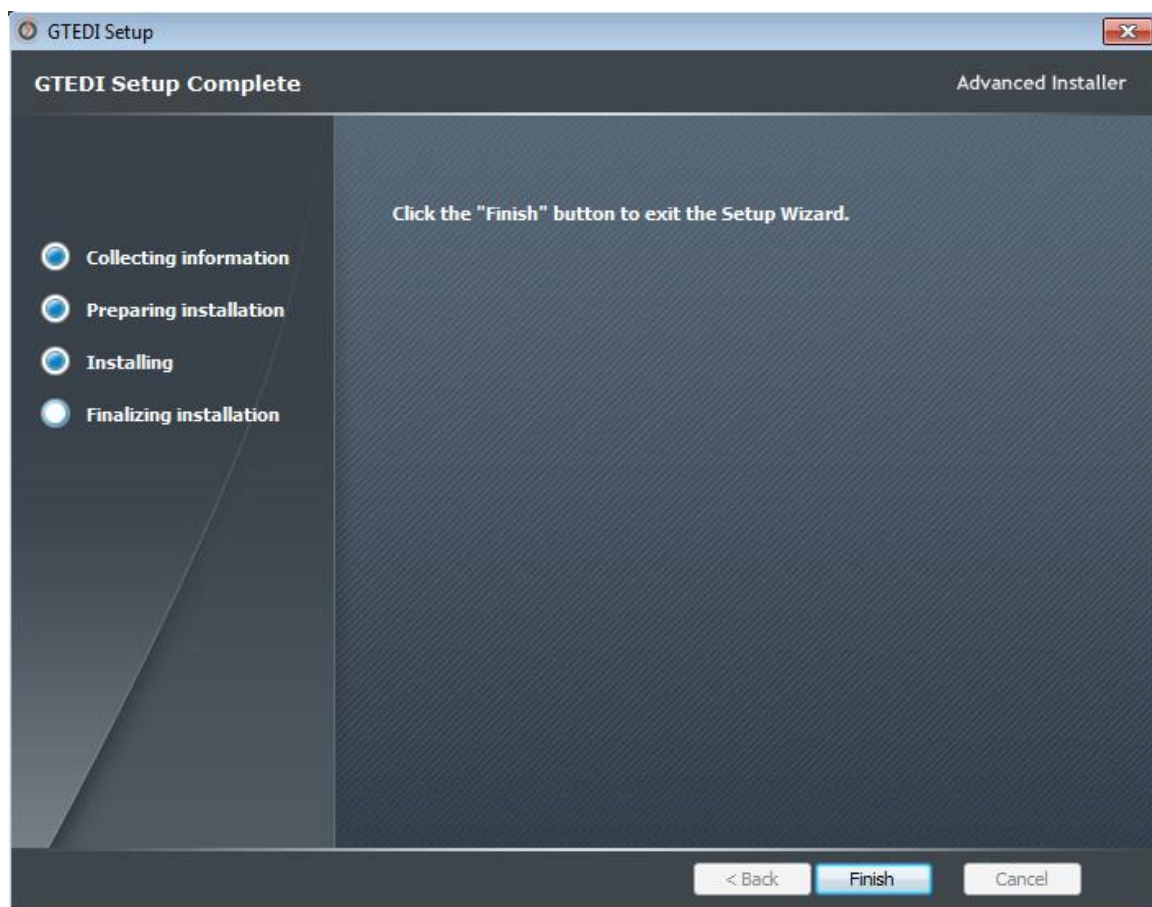 GTEDI Setup
GTEDI Setup Complete
Advanced Installer
Click the "Finish" button to exit the Setup Wizard.
Collecting information
Preparing installation
Installing
Finalizing installation
< Back
Finish
Cancel